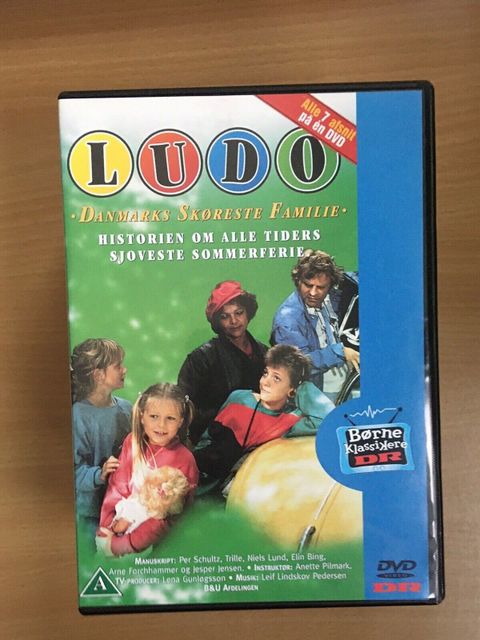 Alle 7 afsnit
på én DVD
LUDO
· DANMARKS SKØRESTE FAMILIE ·
HISTORIEN OM ALLE TIDERS
SJOVESTE SOMMERFERIE
Børne
Klassikere
DR
MANUSKRIPT: Per Schultz, Trille, Niels Lund, Elin Bing,
Arne Forchhammer og Jesper Jensen. · INSTRUKTØR: Anette Pilmark.
TV-PRODUCER: Lena Gunløgsson · MUSIK: Leif Lindskov Pedersen
B&U AFDELINGEN
A
DVD
VIDEO
DR